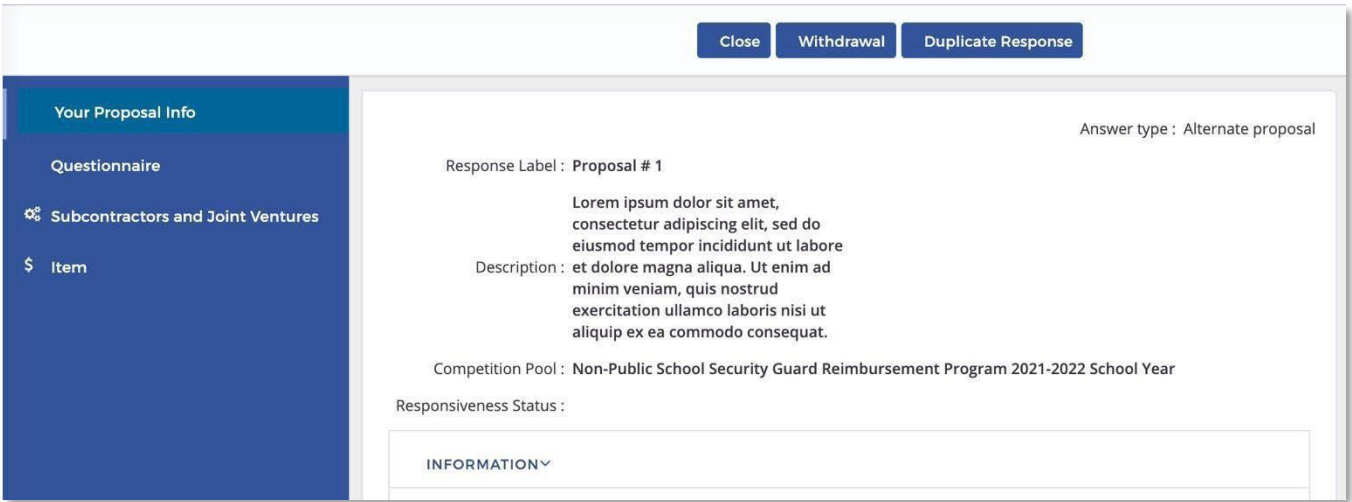 Close Withdrawal Duplicate Response
Your Proposal Info
Questionnaire
Subcontractors and Joint Ventures
$ Item
Answer type : Alternate proposal
Response Label : Proposal # 1
Lorem ipsum dolor sit amet,
consectetur adipiscing elit, sed do
eiusmod tempor incididunt ut labore
Description : et dolore magna aliqua. Ut enim ad
minim veniam, quis nostrud
exercitation ullamco laboris nisi ut
aliquip ex ea commodo consequat.
Competition Pool : Non-Public School Security Guard Reimbursement Program 2021-2022 School Year
Responsiveness Status :
INFORMATION